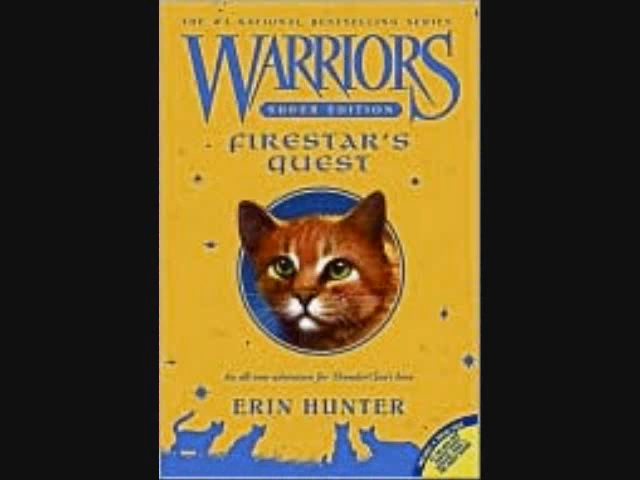 THE #1 NATIONAL BESTSELLING SERIES
WARRIORS
SUPER EDITION
FIRESTAR'S
QUEST
An all-new adventure for ThunderClan's hero
ERIN HUNTER